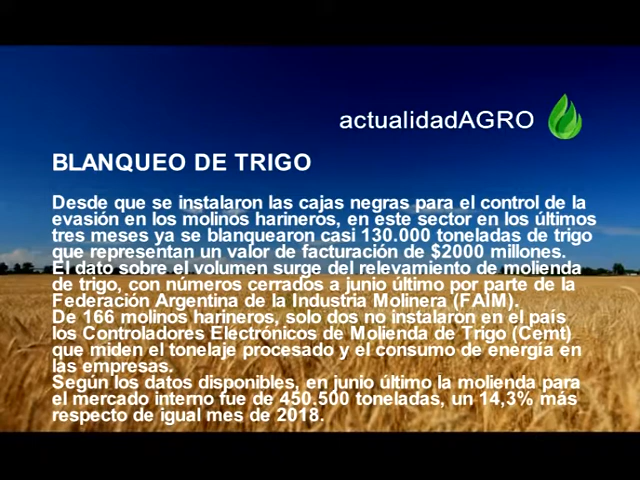 actualidadAGRO
BLANQUEO DE TRIGO
Desde que se instalaron las cajas negras para el control de la
evasión en los molinos harineros, en este sector en los últimos
tres meses ya se blanquearon casi 130.000 toneladas de trigo
que representan un valor de facturación de $2000 millones.
El dato sobre el volumen surge del relevamiento de molienda
de trigo, con números cerrados a junio último por parte de la
Federación Argentina de la Industria Molinera (FAIM).
De 166 molinos harineros, solo dos no instalaron en el país
los Controladores Electrónicos de Molienda de Trigo (Cemt)
que miden el tonelaje procesado y el consumo de energía en
las empresas.
Según los datos disponibles, en junio último la molienda para
el mercado interno fue de 450.500 toneladas, un 14,3% más
respecto de igual mes de 2018.